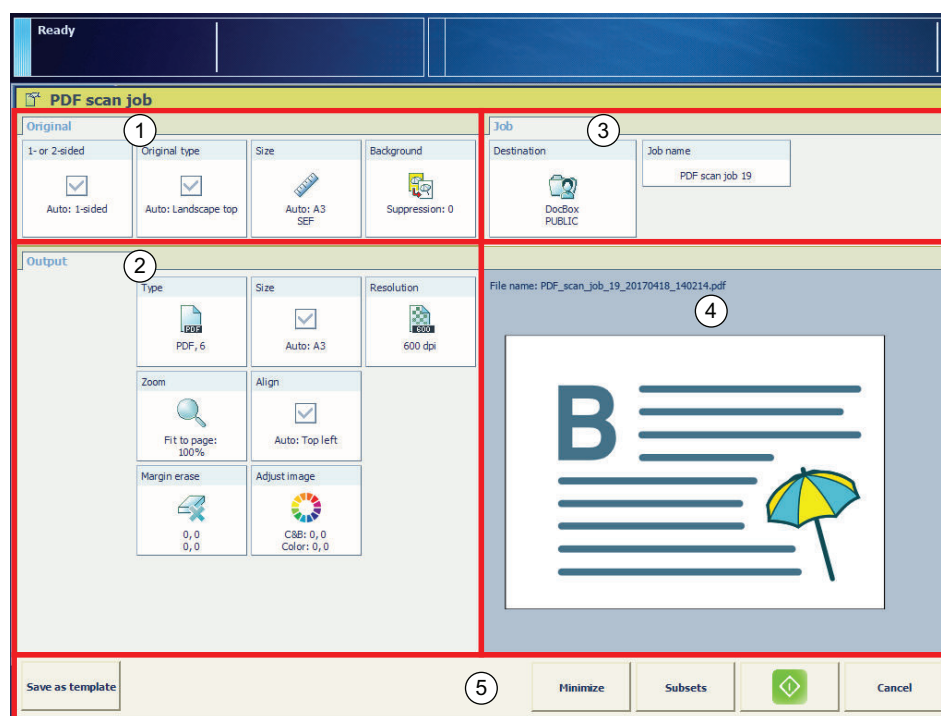 Ready
PDF scan job
Original
1
1- or 2-sided
Auto: 1-sided
Original type
Auto: Landscape top
Size
Auto: A3
SEF
Background
Suppression: 0
Job
3
Destination
DocBox
PUBLIC
Job name
PDF scan job 19
Output
2
Type
PDF
PDF, 6
Size
Auto: A3
Resolution
600
600 dpi
Zoom
Fit to page:
100%
Align
Auto: Top left
Margin erase
0, 0
0, 0
Adjust image
C&B: 0, 0
Color: 0, 0
File name: PDF_scan_job_19_20170418_140214.pdf
4
B
Save as template
5
Minimize
Subsets
Cancel